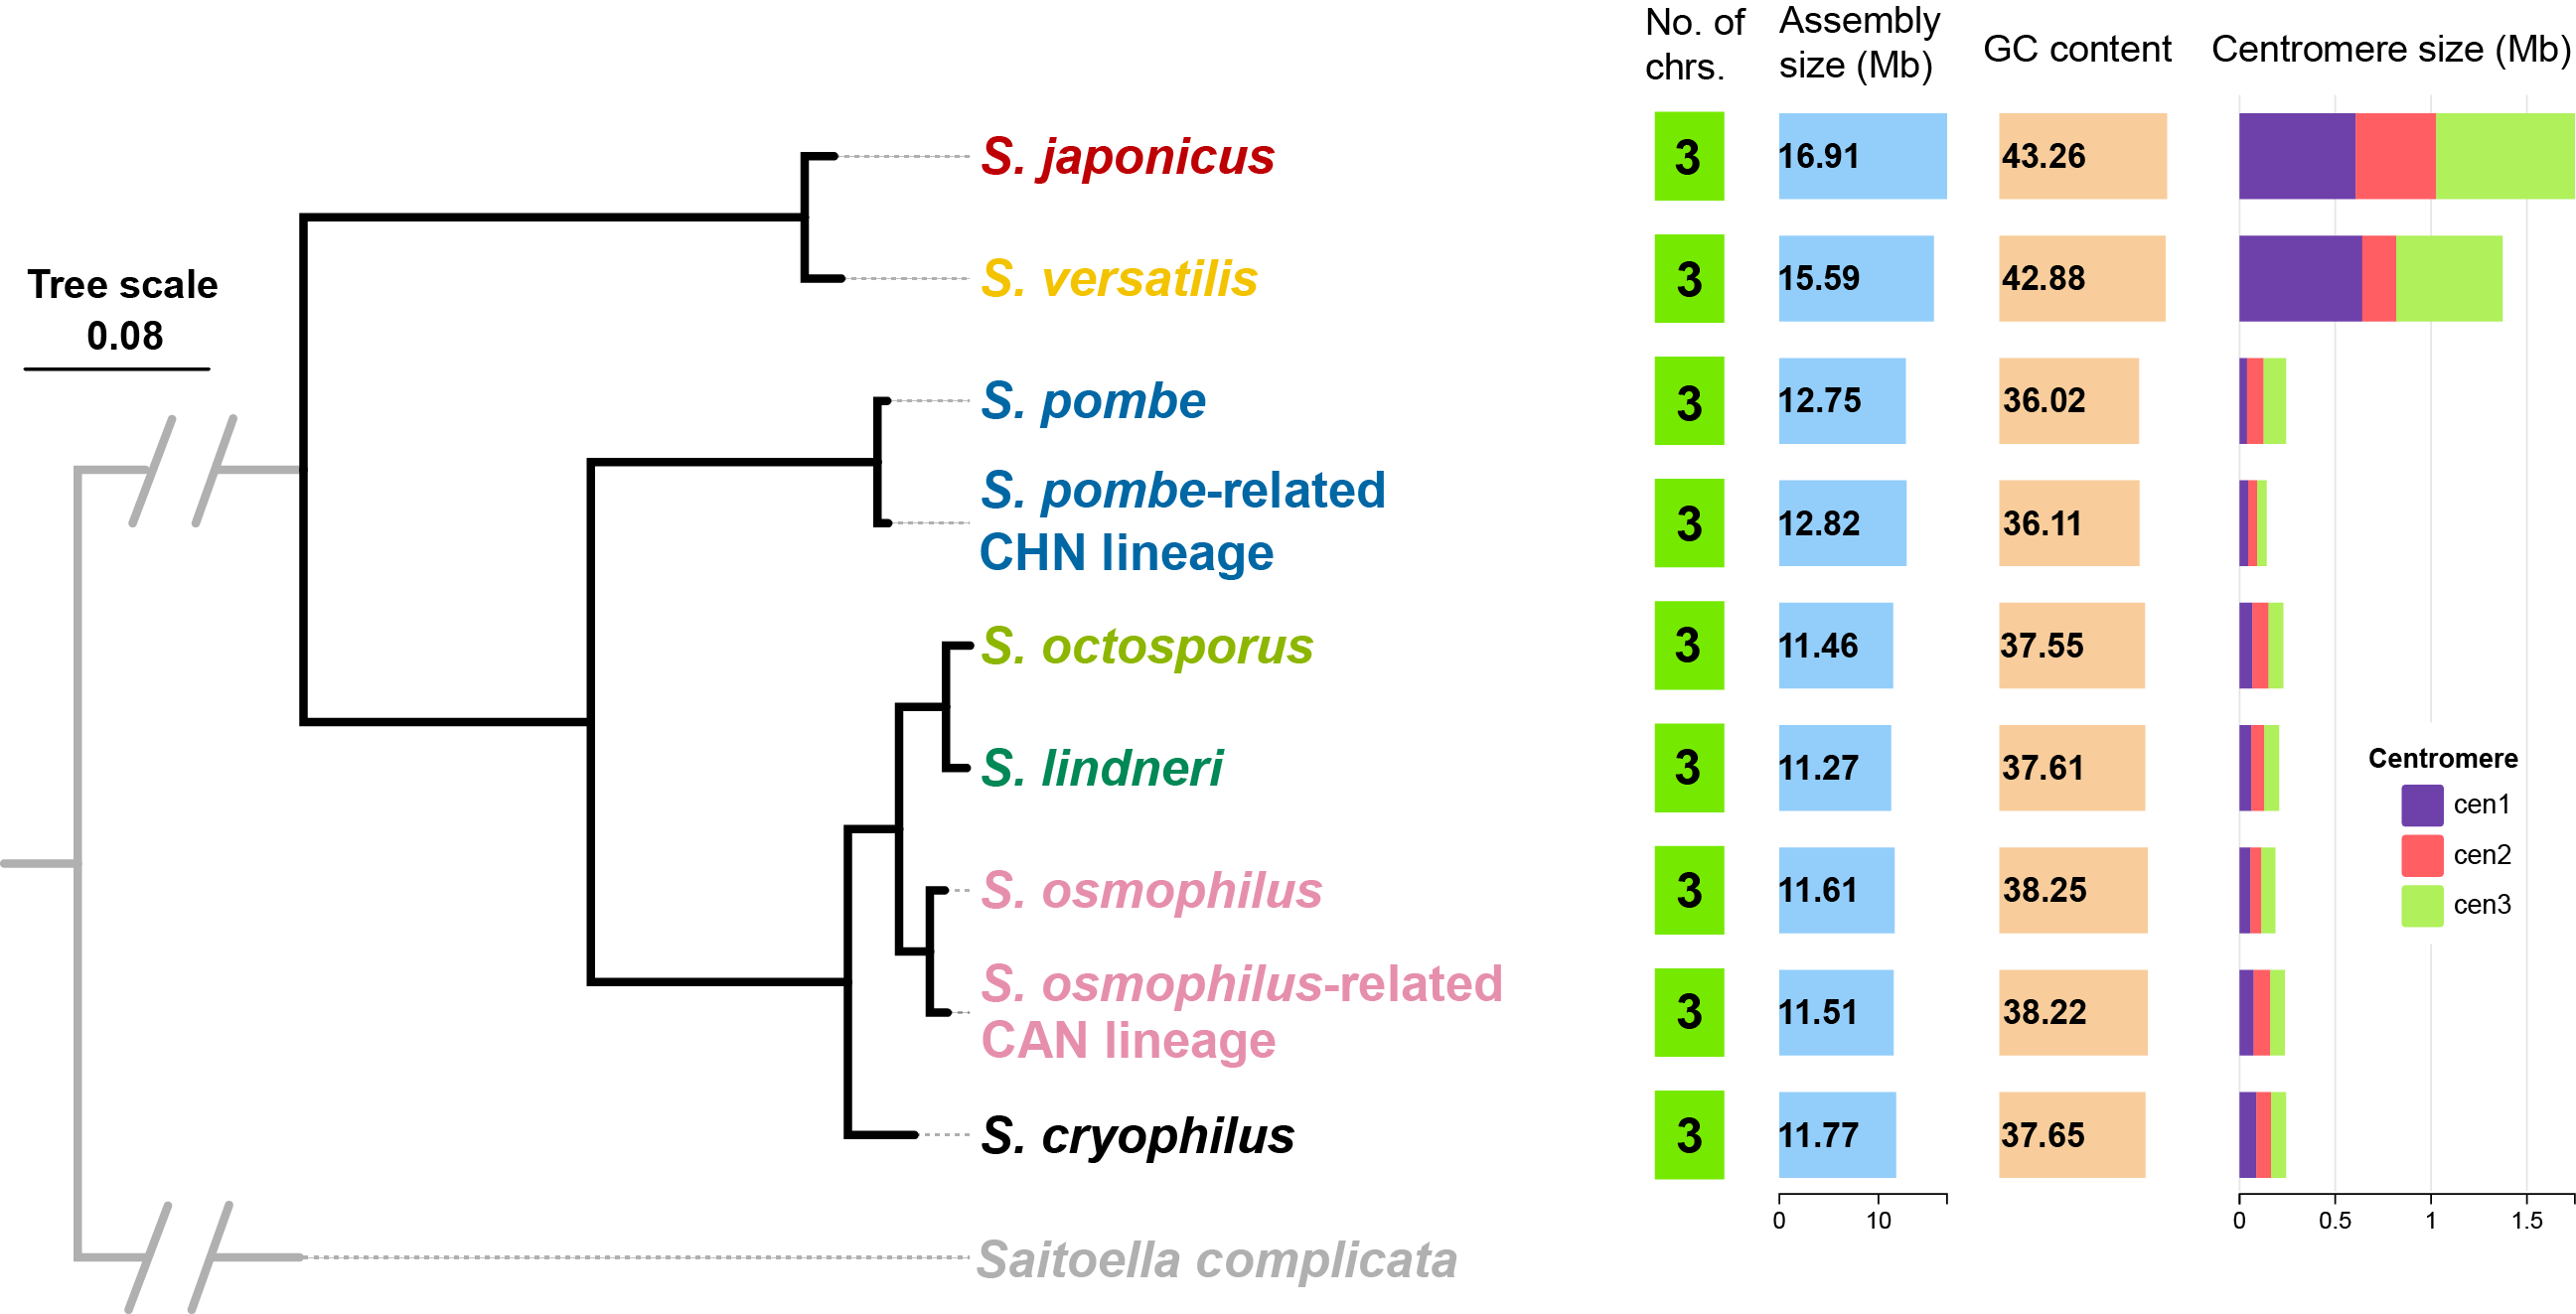 No. of
chrs.
Assembly
size (Mb)
GC content
Centromere size (Mb)
S. japonicus
3
16.91
43.26
S. versatilis
3
15.59
42.88
Tree scale
0.08
S. pombe
3
12.75
36.02
S. pombe-related
CHN lineage
3
12.82
36.11
S. octosporus
3
11.46
37.55
S. lindneri
3
11.27
37.61
Centromere
cen1
cen2
cen3
S. osmophilus
3
11.61
38.25
S. osmophilus-related
CAN lineage
3
11.51
38.22
S. cryophilus
3
11.77
37.65
0 10
0 0.5 1 1.5
Saitoella complicata